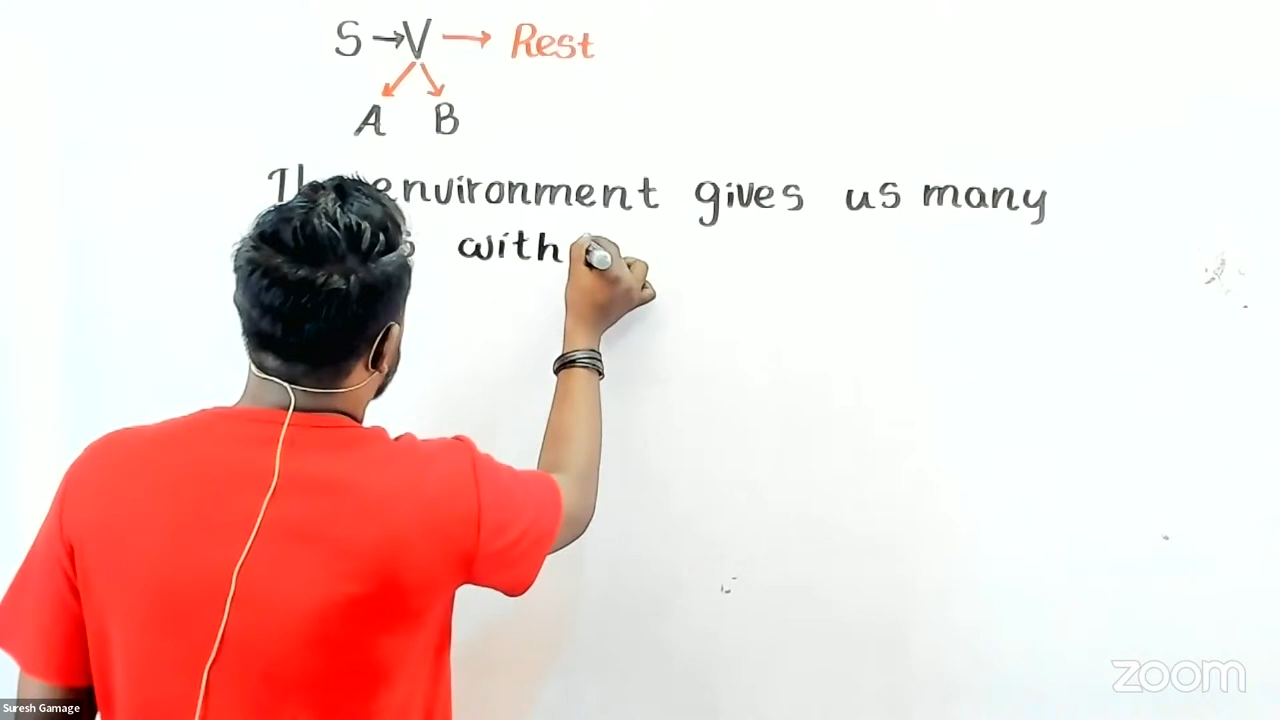 S → V → Rest
A B
environment gives us many
with
Suresh Gamage
zoom